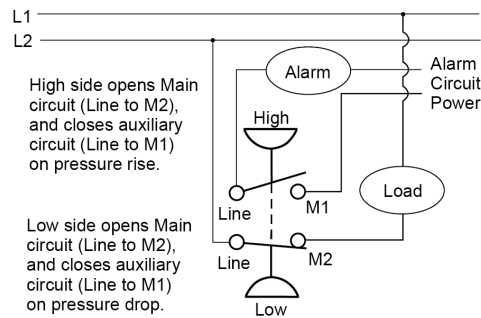 L1
L2
Alarm
Alarm
Circuit
Power
High side opens Main
circuit (Line to M2),
and closes auxiliary
circuit (Line to M1)
on pressure rise.
High
Load
Line
M1
Low side opens Main
circuit (Line to M2),
and closes auxiliary
circuit (Line to M1)
on pressure drop.
Line
M2
Low